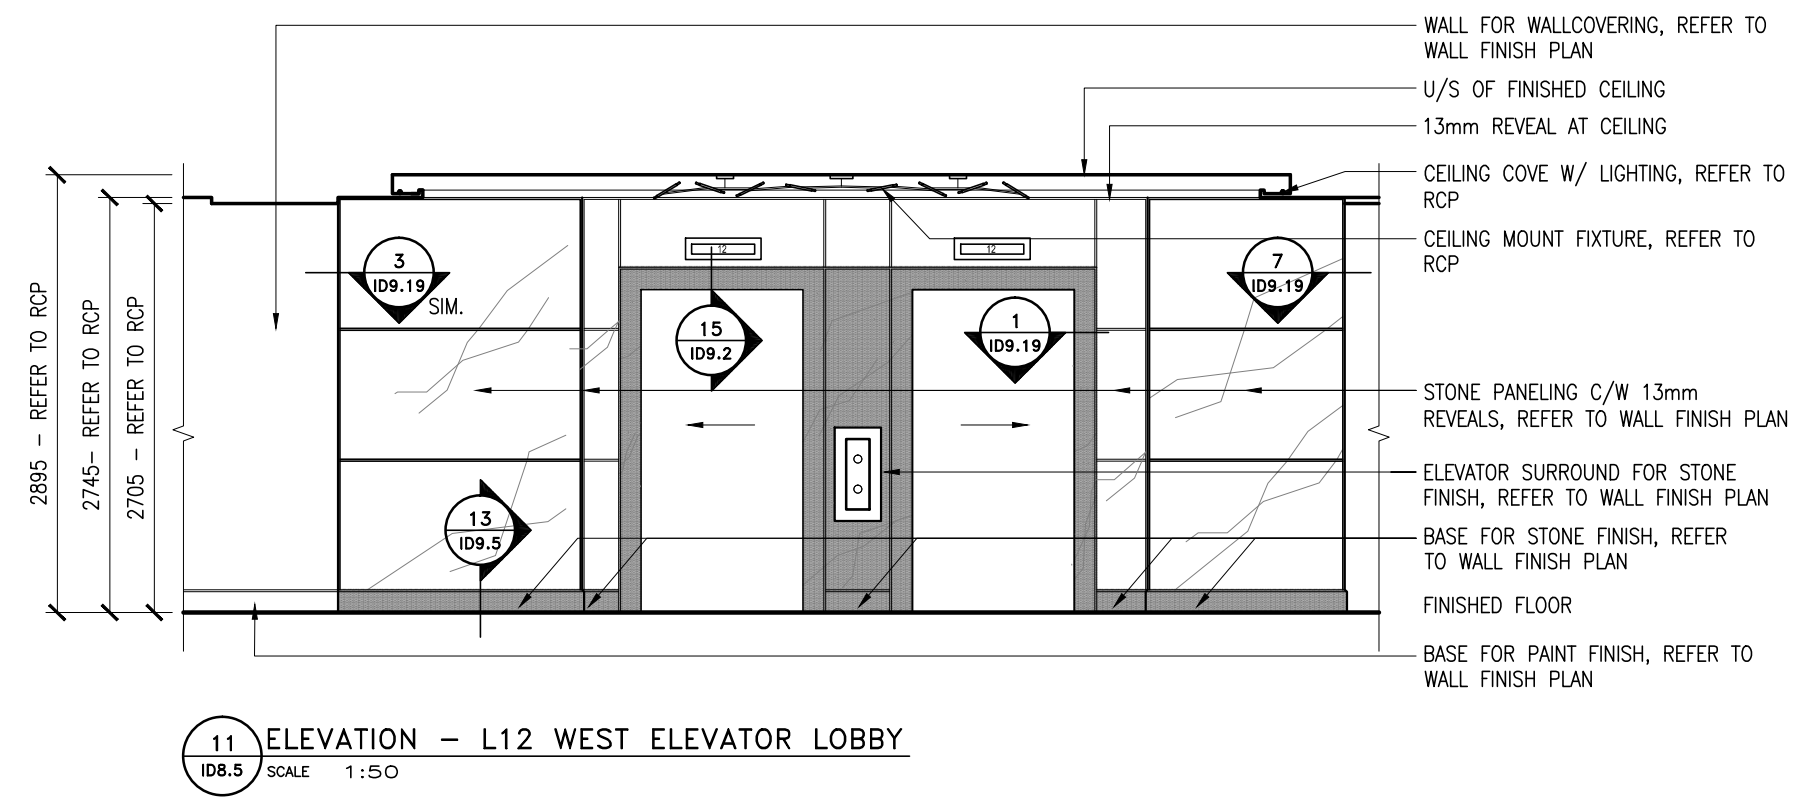 WALL FOR WALLCOVERING, REFER TO
WALL FINISH PLAN
U/S OF FINISHED CEILING
13mm REVEAL AT CEILING
CEILING COVE W/ LIGHTING, REFER TO
RCP
CEILING MOUNT FIXTURE, REFER TO
RCP
STONE PANELING C/W 13mm
REVEALS, REFER TO WALL FINISH PLAN
ELEVATOR SURROUND FOR STONE
FINISH, REFER TO WALL FINISH PLAN
BASE FOR STONE FINISH, REFER
TO WALL FINISH PLAN
FINISHED FLOOR
BASE FOR PAINT FINISH, REFER TO
WALL FINISH PLAN
2895 - REFER TO RCP
2745- REFER TO RCP
2705 - REFER TO RCP
12
12
3
ID9.19
SIM.
7
ID9.19
15
ID9.2
1
ID9.19
13
ID9.5
11
ID8.5
ELEVATION - L12 WEST ELEVATOR LOBBY
SCALE 1:50